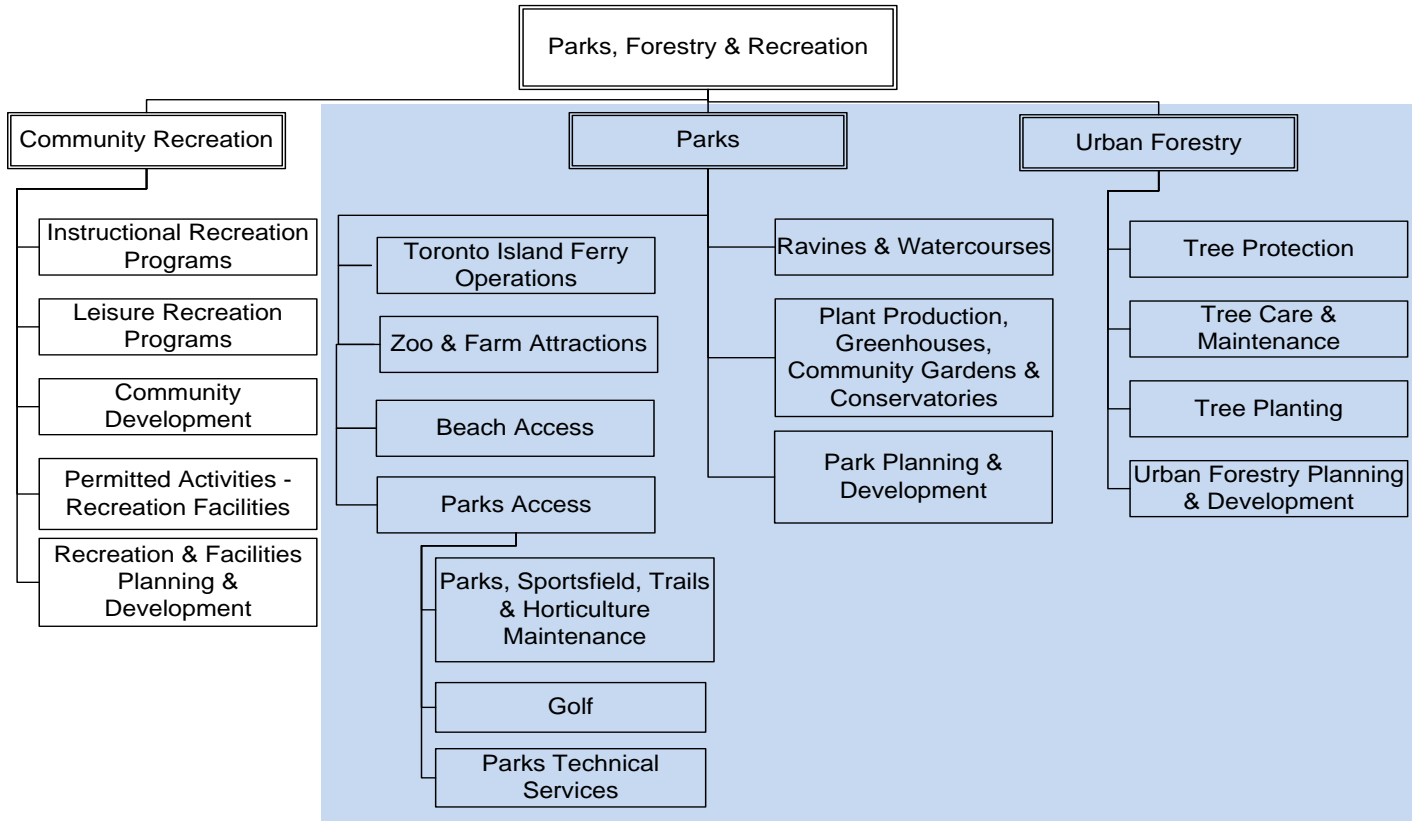 Parks, Forestry & Recreation
Community Recreation
Instructional Recreation
Programs
Leisure Recreation
Programs
Community
Development
Permitted Activities -
Recreation Facilities
Recreation & Facilities
Planning &
Development
Parks
Toronto Island Ferry
Operations
Zoo & Farm Attractions
Beach Access
Parks Access
Parks, Sportsfield, Trails
& Horticulture
Maintenance
Golf
Parks Technical
Services
Ravines & Watercourses
Plant Production,
Greenhouses,
Community Gardens &
Conservatories
Park Planning &
Development
Urban Forestry
Tree Protection
Tree Care &
Maintenance
Tree Planting
Urban Forestry Planning
& Development